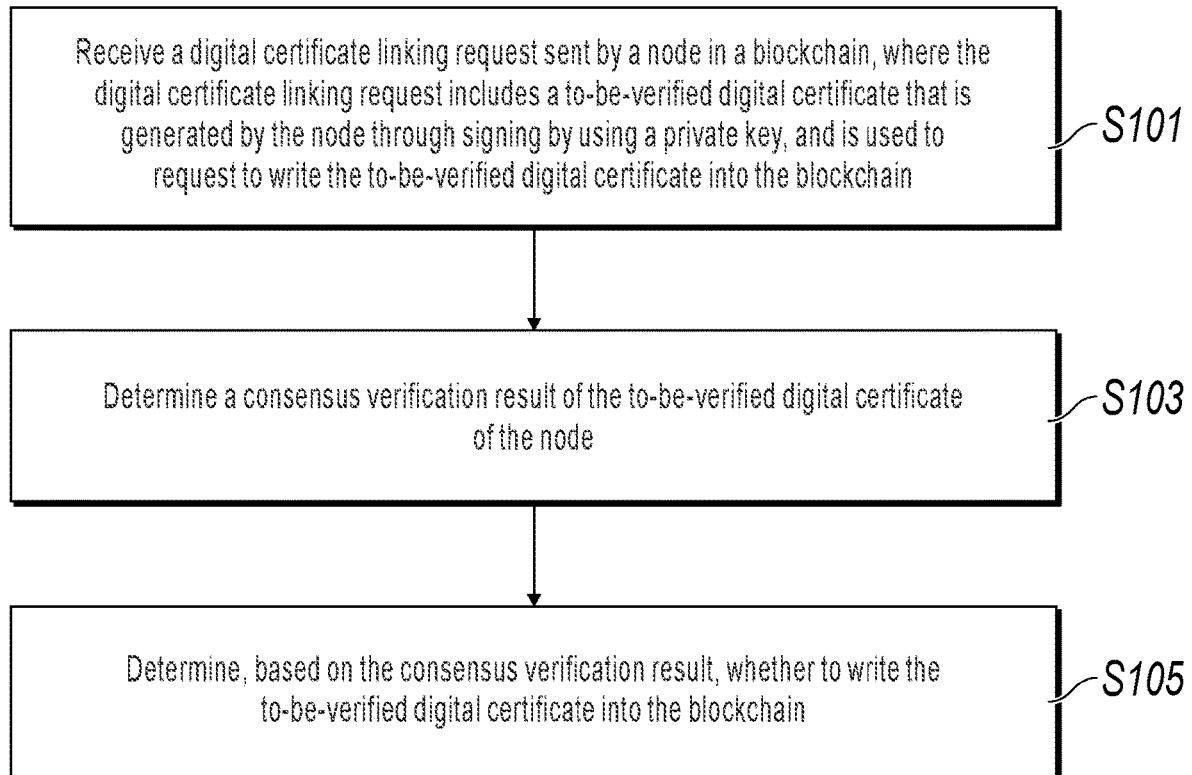 Receive a digital certificate linking request sent by a node in a blockchain, where the
digital certificate linking request includes a to-be-verified digital certificate that is
generated by the node through signing by using a private key, and is used to
request to write the to-be-verified digital certificate into the blockchain
S101
Determine a consensus verification result of the to-be-verified digital certificate
of the node
S103
Determine, based on the consensus verification result, whether to write the
to-be-verified digital certificate into the blockchain
S105